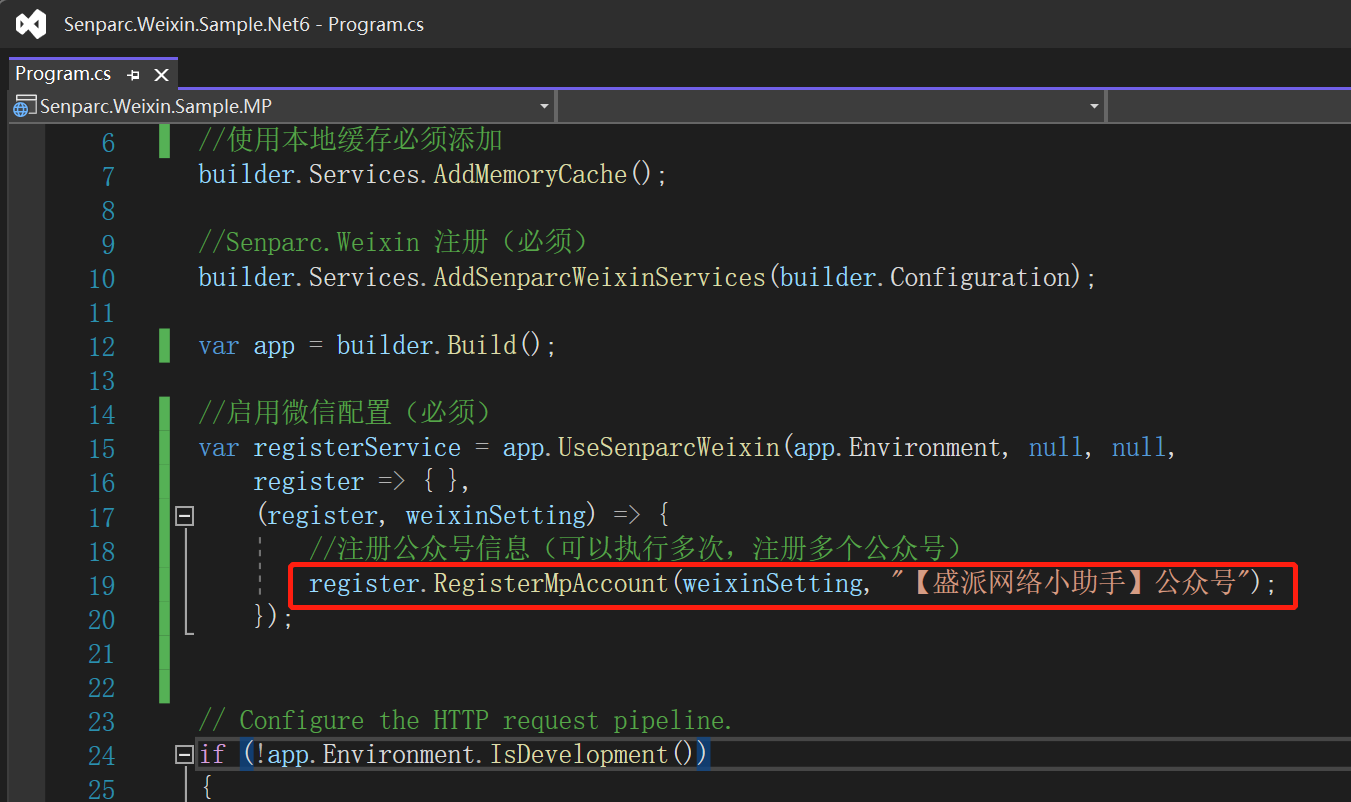 Senparc.Weixin.Sample.Net6 - Program.cs
Program.cs
Senparc.Weixin.Sample.MP
6 //使用本地缓存必须添加
7 builder.Services.AddMemoryCache();
8
9 //Senparc.Weixin 注册（必须）
10 builder.Services.AddSenparcWeixinServices(builder.Configuration);
11
12 var app = builder.Build();
13
14 //启用微信配置（必须）
15 var registerService = app.UseSenparcWeixin(app.Environment, null, null,
16 register => { },
17 (register, weixinSetting) => {
18 //注册公众号信息（可以执行多次，注册多个公众号）
19 register.RegisterMpAccount(weixinSetting, "【盛派网络小助手】公众号");
20 });
21
22
23 // Configure the HTTP request pipeline.
24 if (!app.Environment.IsDevelopment())
25 {